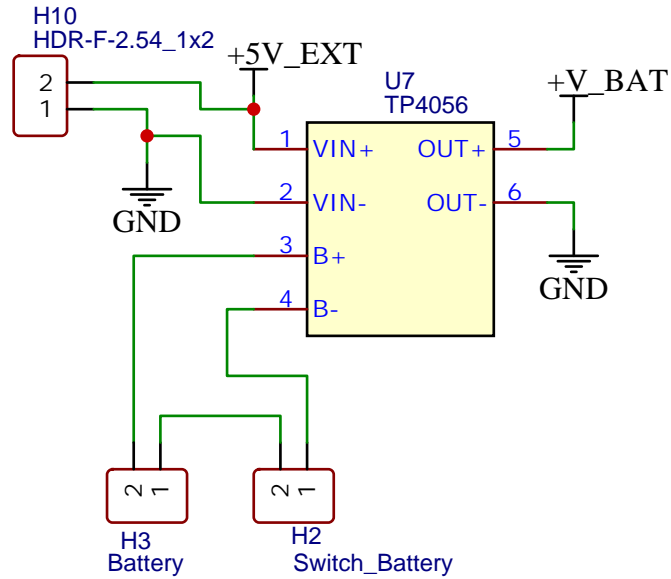 H10
HDR-F-2.54_1x2
2
1
+5V_EXT
GND
U7
TP4056
1 VIN+ OUT+ 5
2 VIN- OUT- 6
3 B+
4 B-
+V_BAT
GND
2 1
H3
Battery
2 1
H2
Switch_Battery